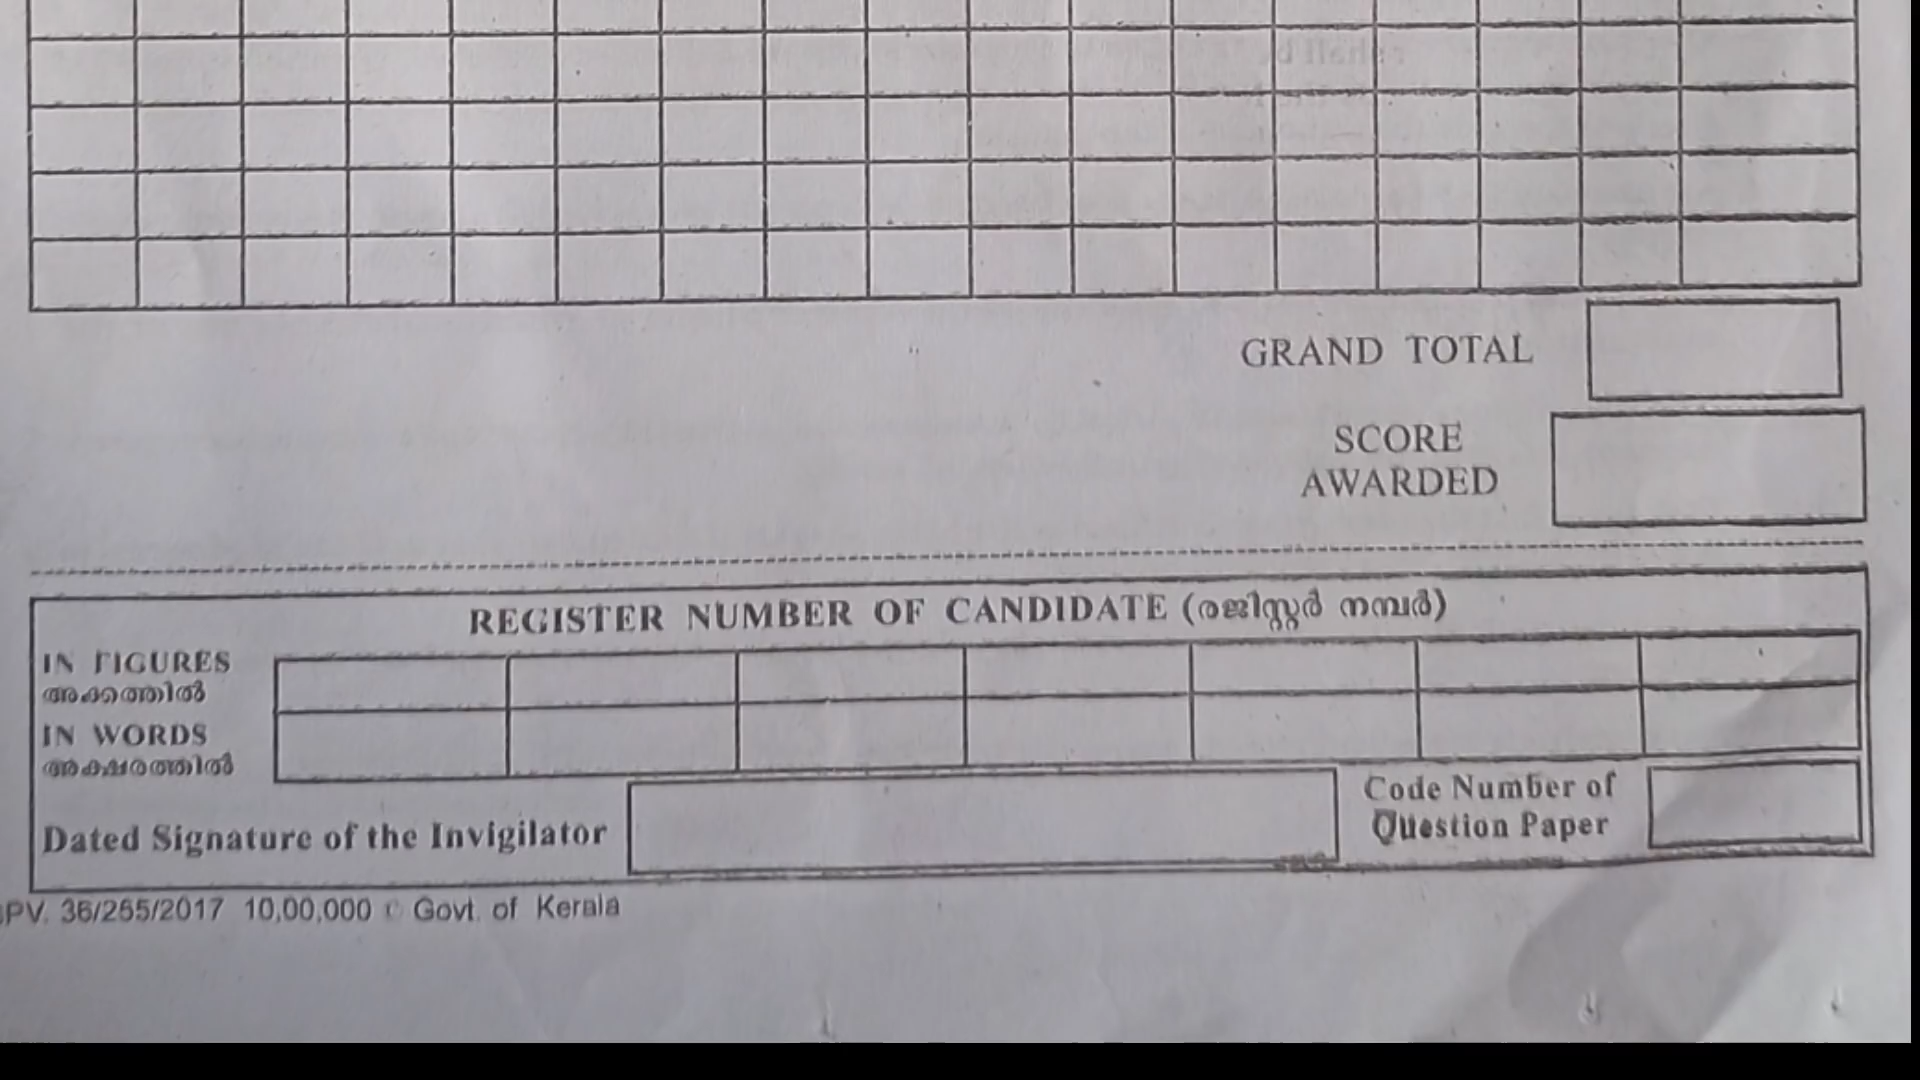 GRAND TOTAL
SCORE
AWARDED
REGISTER NUMBER OF CANDIDATE (രജിസ്റ്റർ നമ്പർ)
IN FIGURES
അക്കത്തിൽ
IN WORDS
അക്ഷരത്തിൽ
Dated Signature of the Invigilator
Code Number of
Question Paper
PV. 36/255/2017 10,00,000 © Govt. of Kerala